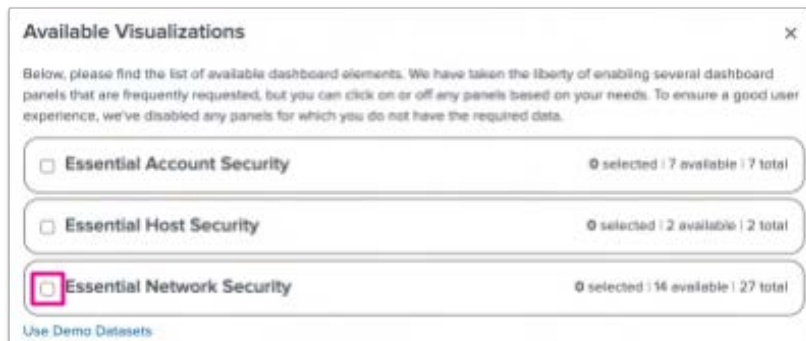 Available Visualizations
Below, please find the list of available dashboard elements. We have taken the liberty of enabling several dashboard
panels that are frequently requested, but you can click on or off any panels based on your needs. To ensure a good user
experience, we've disabled any panels for which you do not have the required data.
Essential Account Security 0 selected | 7 available | 7 total
Essential Host Security 0 selected | 2 available | 2 total
Essential Network Security 0 selected | 14 available | 27 total
Use Demo Datasets